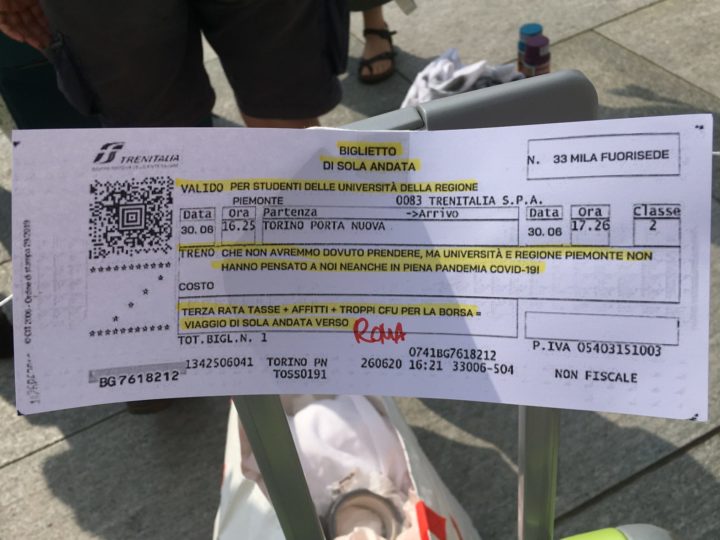 TRENITALIA
BIGLIETTO
DI SOLA ANDATA
N. 33 MILA FUORISEDE
VALIDO PER STUDENTI DELLE UNIVERSITÀ DELLA REGIONE
PIEMONTE 0083 TRENITALIA S.P.A.
Data Ora Partenza ->Arrivo Data Ora Classe
30.06 16.25 TORINO PORTA NUOVA 30.06 17.26 2
TRENO CHE NON AVREMMO DOVUTO PRENDERE, MA UNIVERSITÀ E REGIONE PIEMONTE NON
HANNO PENSATO A NOI NEANCHE IN PIENA PANDEMIA COVID-19!
COSTO
TERZA RATA TASSE + AFFITTI + TROPPI CFU PER LA BORSA =
VIAGGIO DI SOLA ANDATA VERSO ROMA
TOT.BIGL.N. 1 P.IVA 05403151003
0741BG7618212
1342506041 TORINO PN 260620 16:21 33006-504
BG7618212 TOSS0191 NON FISCALE